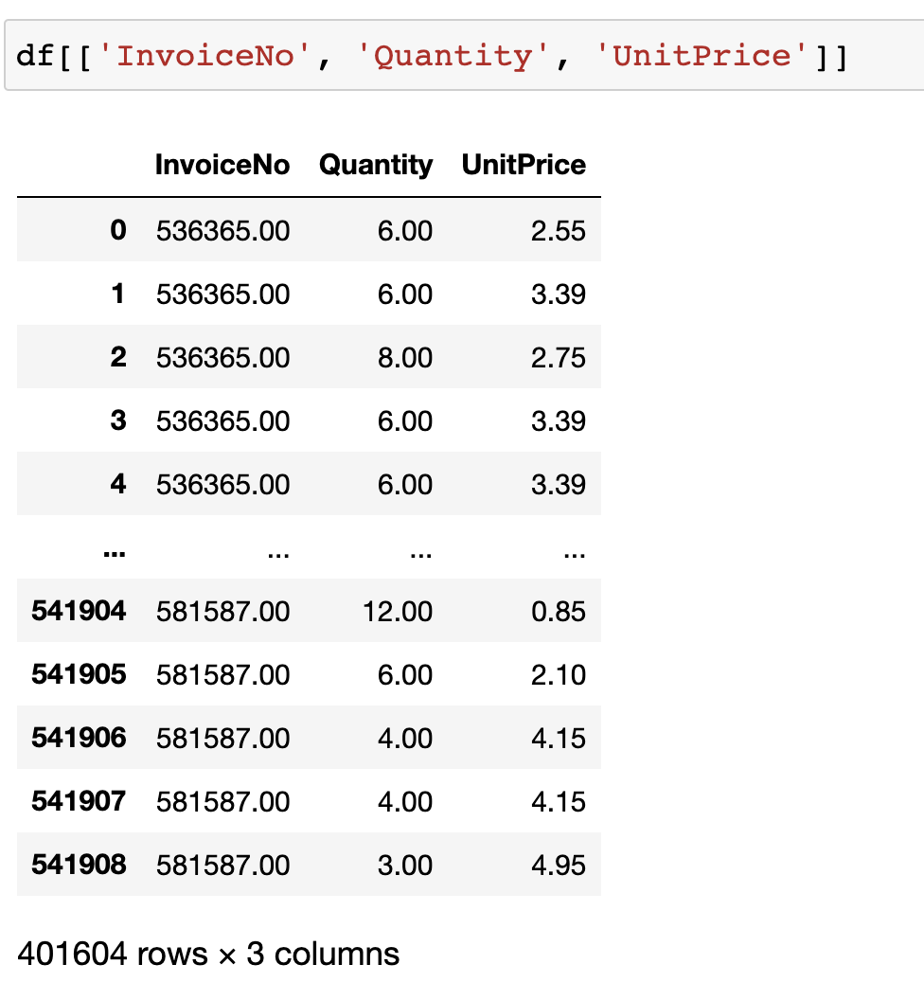 df[['InvoiceNo', 'Quantity', 'UnitPrice']]
InvoiceNo Quantity UnitPrice
0 536365.00 6.00 2.55
1 536365.00 6.00 3.39
2 536365.00 8.00 2.75
3 536365.00 6.00 3.39
4 536365.00 6.00 3.39
... ... ... ...
541904 581587.00 12.00 0.85
541905 581587.00 6.00 2.10
541906 581587.00 4.00 4.15
541907 581587.00 4.00 4.15
541908 581587.00 3.00 4.95
401604 rows × 3 columns